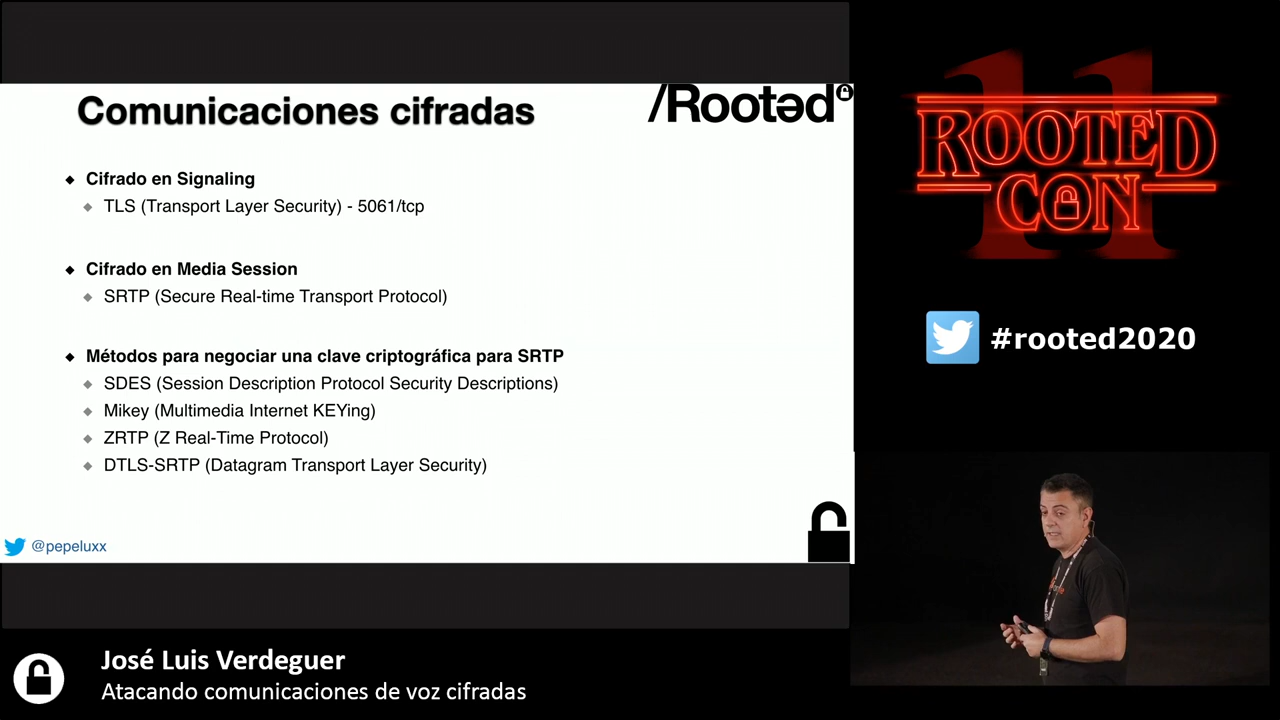 Comunicaciones cifradas
/Rootəd
Cifrado en Signaling
TLS (Transport Layer Security) - 5061/tcp
Cifrado en Media Session
SRTP (Secure Real-time Transport Protocol)
Métodos para negociar una clave criptográfica para SRTP
SDES (Session Description Protocol Security Descriptions)
Mikey (Multimedia Internet KEYing)
ZRTP (Z Real-Time Protocol)
DTLS-SRTP (Datagram Transport Layer Security)
@pepeluxx
11
ROOTED
CON
#rooted2020
José Luis Verdeguer
Atacando comunicaciones de voz cifradas